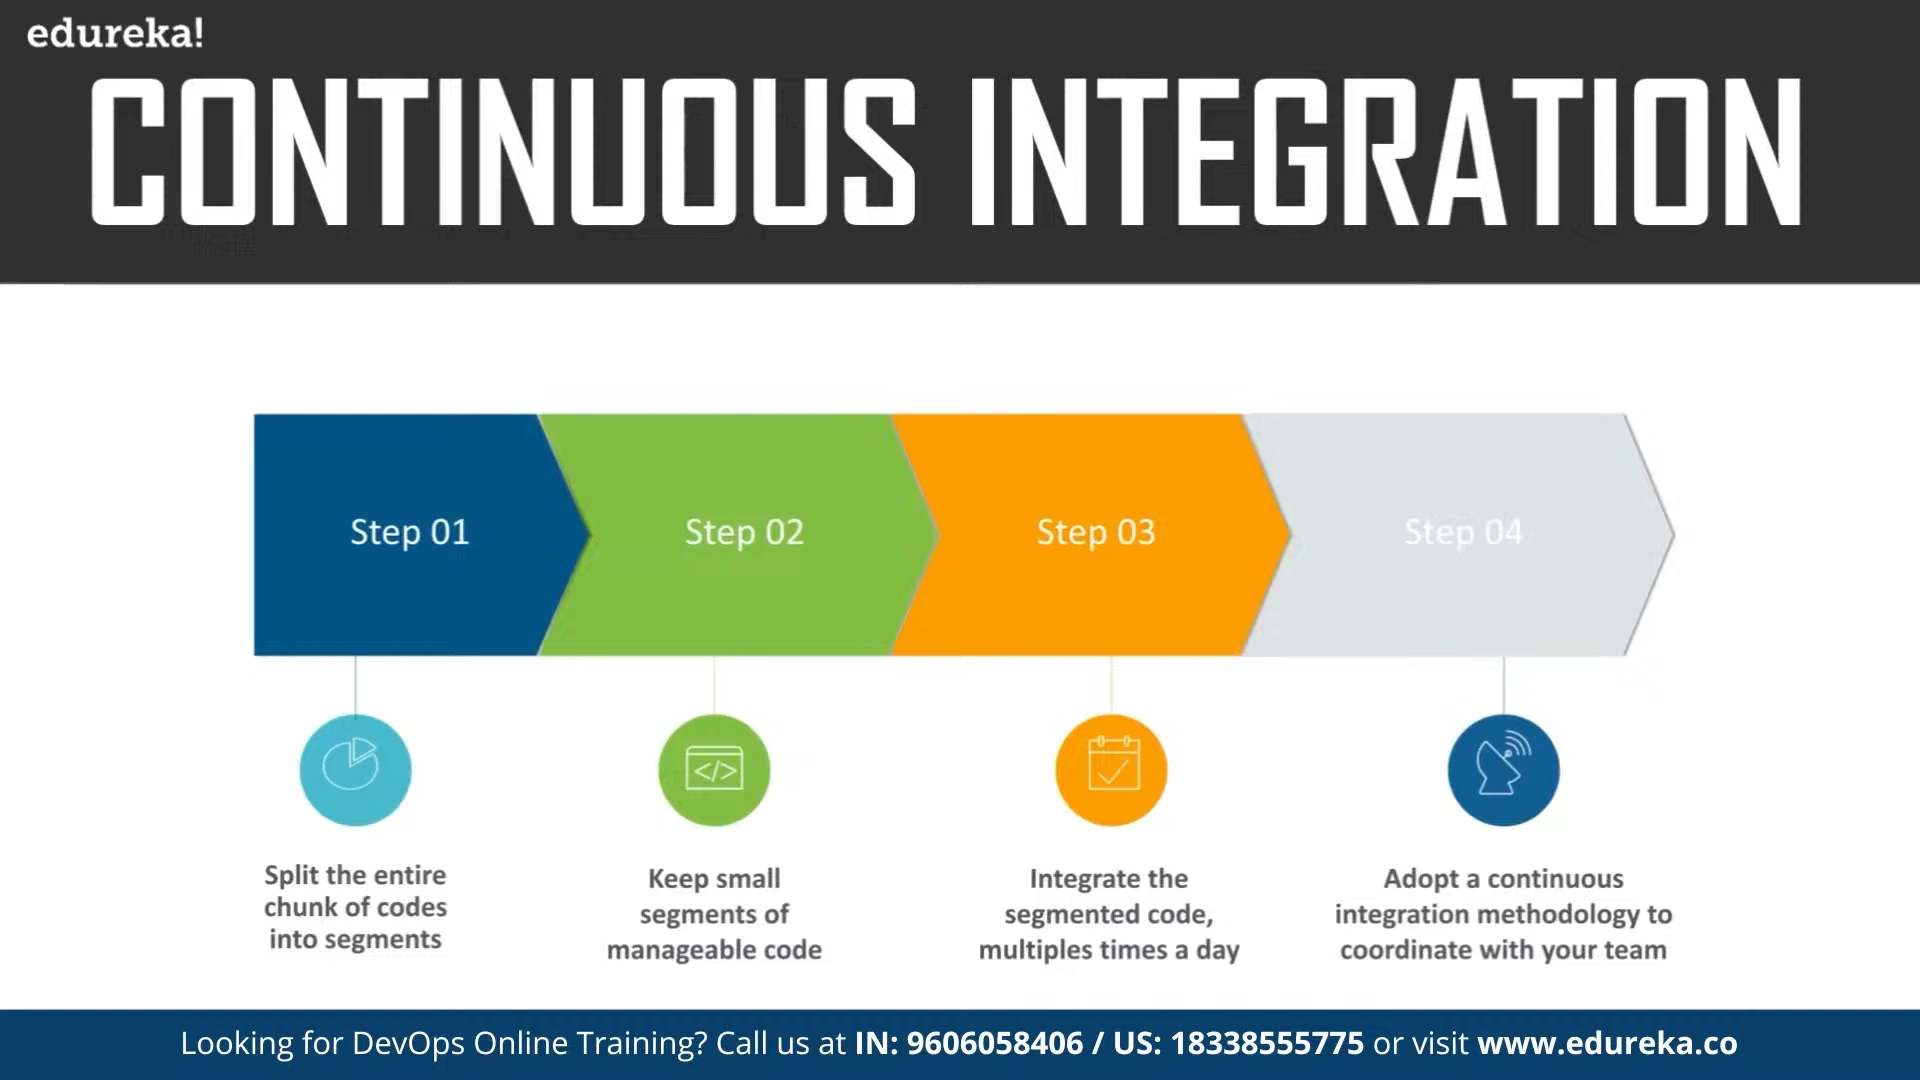 edureka!
CONTINUOUS INTEGRATION
Step 01
Step 02
Step 03
Step 04
Split the entire
chunk of codes
into segments
Keep small
segments of
manageable code
Integrate the
segmented code,
multiples times a day
Adopt a continuous
integration methodology to
coordinate with your team
Looking for DevOps Online Training? Call us at IN: 9606058406 / US: 18338555775 or visit www.edureka.co